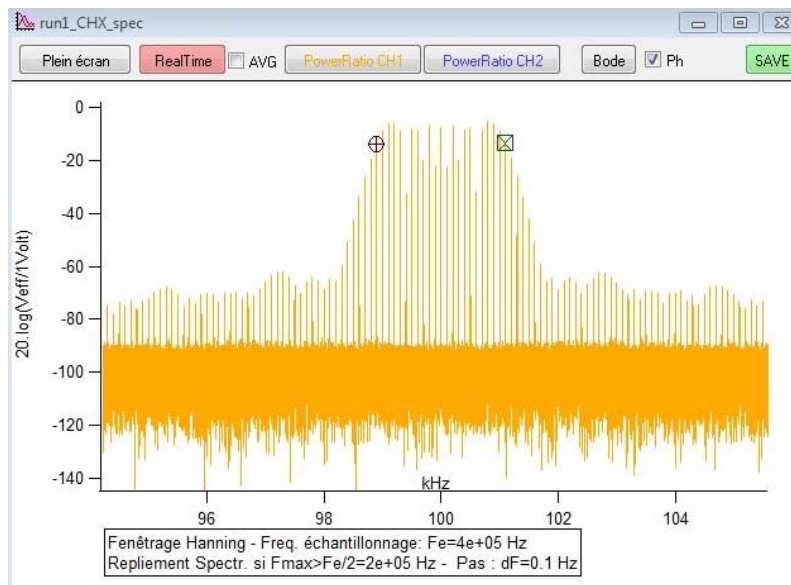 run1_CHX_spec
Plein écran RealTime AVG PowerRatio CH1 PowerRatio CH2 Bode Ph SAVE
20.log(Veff/1Volt)
0
-20
-40
-60
-80
-100
-120
-140
kHz
96 98 100 102 104
Fenêtrage Hanning - Freq. échantillonnage: Fe=4e+05 Hz
Repliement Spectr. si Fmax>Fe/2=2e+05 Hz - Pas : dF=0.1 Hz